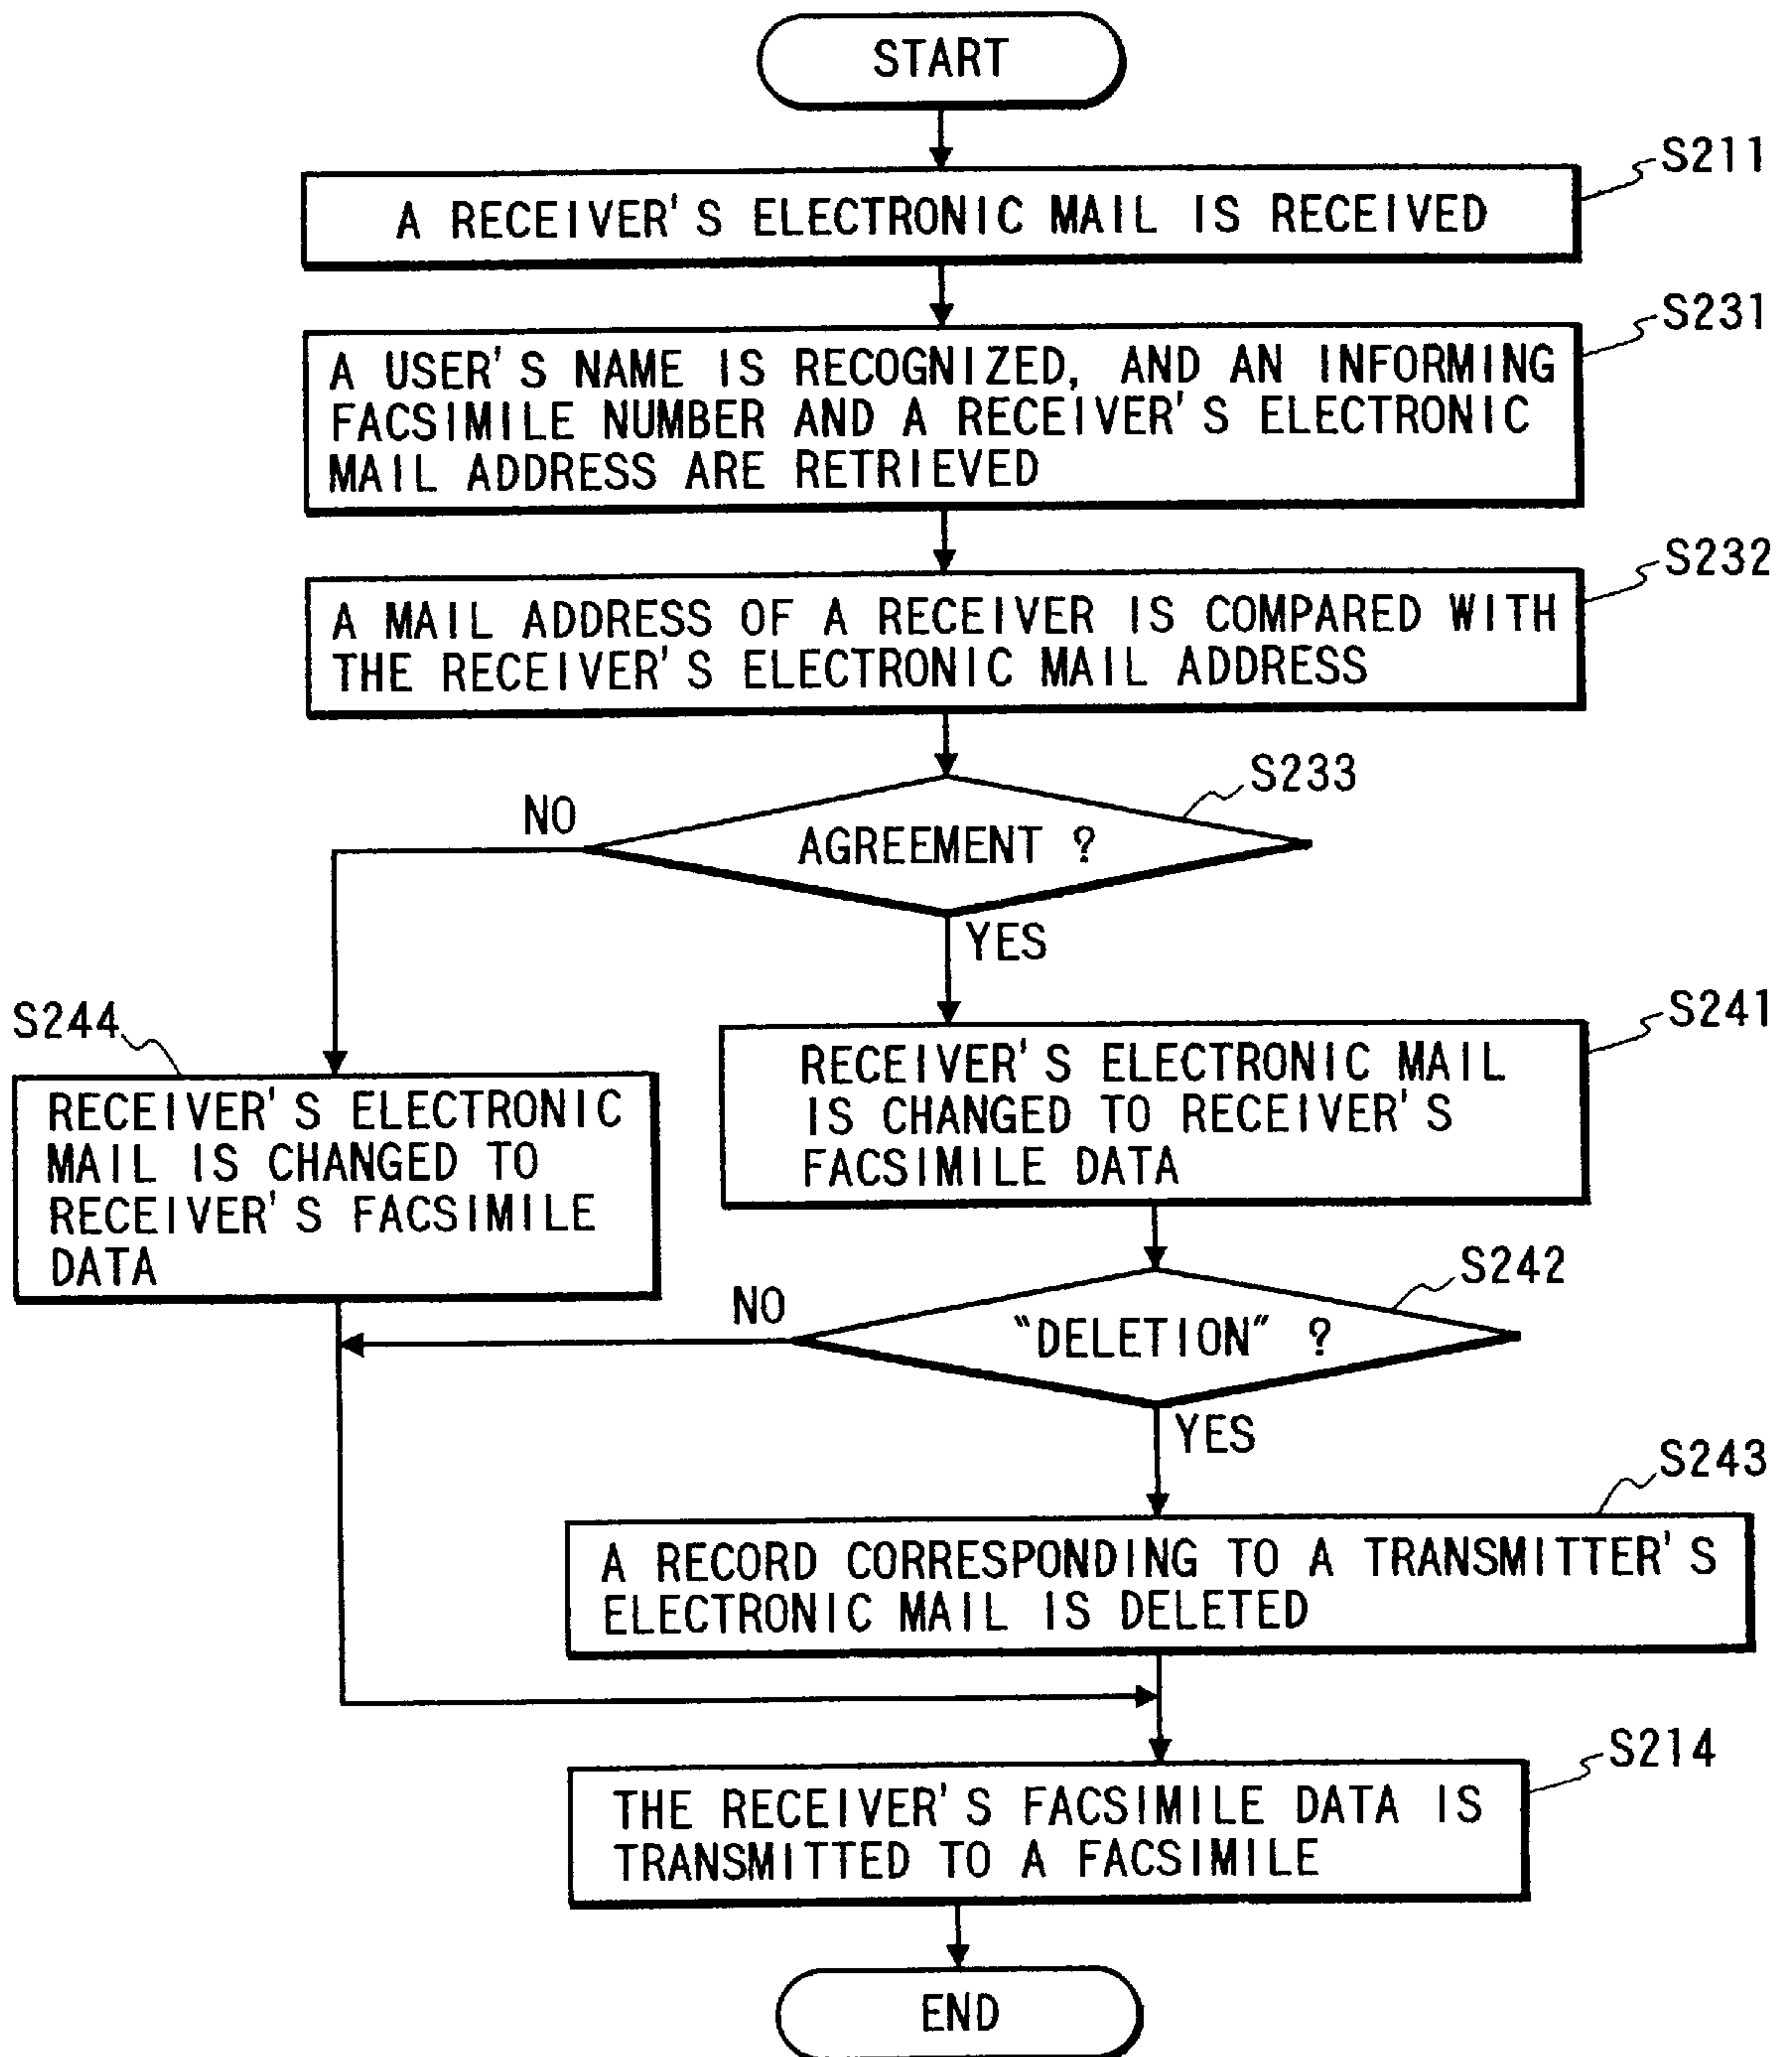 START
S211
A RECEIVER'S ELECTRONIC MAIL IS RECEIVED
S231
A USER'S NAME IS RECOGNIZED, AND AN INFORMING
FACSIMILE NUMBER AND A RECEIVER'S ELECTRONIC
MAIL ADDRESS ARE RETRIEVED
S232
A MAIL ADDRESS OF A RECEIVER IS COMPARED WITH
THE RECEIVER'S ELECTRONIC MAIL ADDRESS
S233
NO
AGREEMENT ?
YES
S244
RECEIVER'S ELECTRONIC
MAIL IS CHANGED TO
RECEIVER'S FACSIMILE
DATA
S241
RECEIVER'S ELECTRONIC MAIL
IS CHANGED TO RECEIVER'S
FACSIMILE DATA
S242
NO
"DELETION" ?
YES
S243
A RECORD CORRESPONDING TO A TRANSMITTER'S
ELECTRONIC MAIL IS DELETED
S214
THE RECEIVER'S FACSIMILE DATA IS
TRANSMITTED TO A FACSIMILE
END